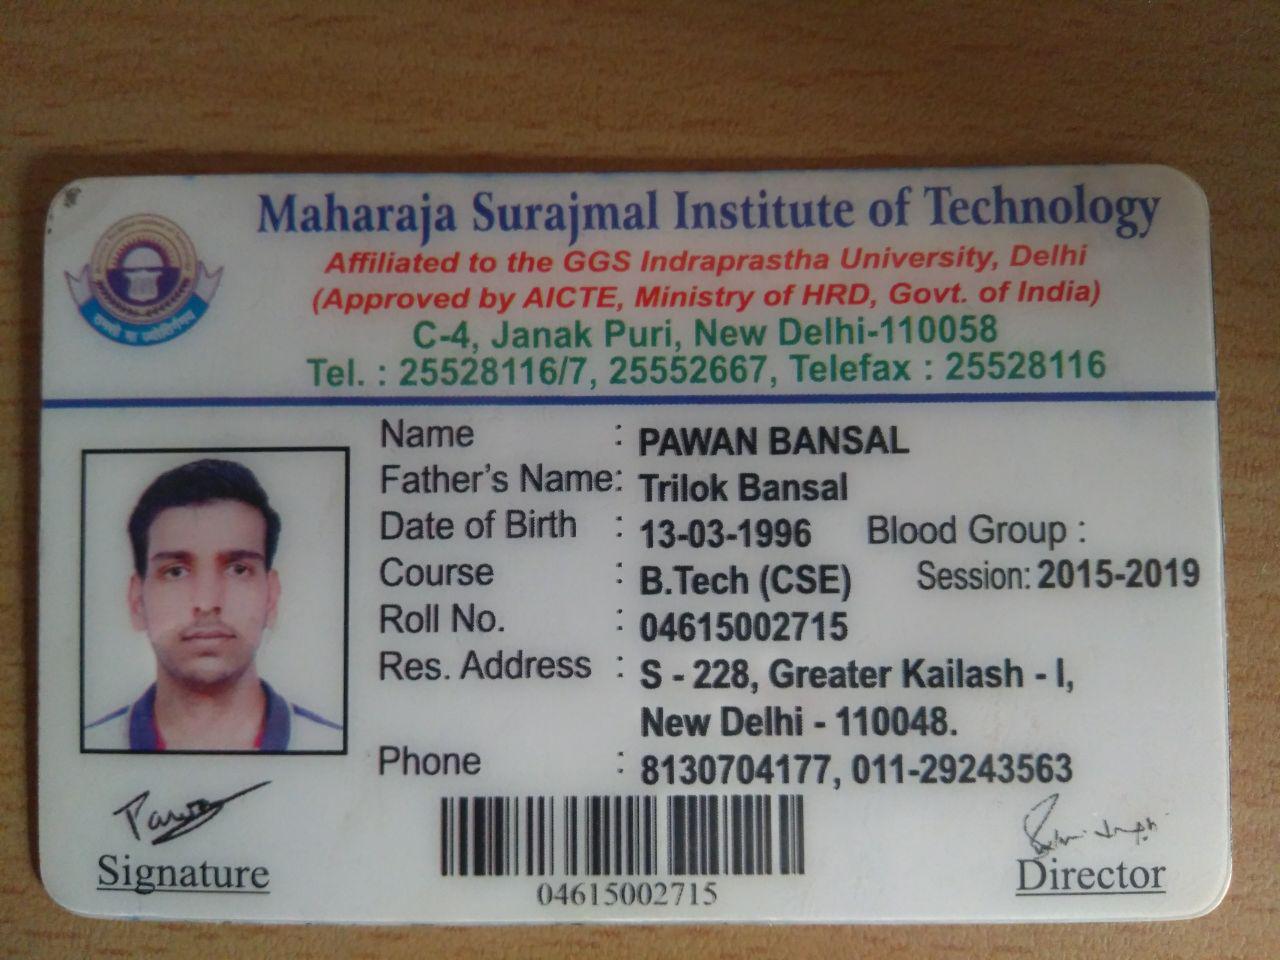 Maharaja Surajmal Institute of Technology
Affiliated to the GGS Indraprastha University, Delhi
(Approved by AICTE, Ministry of HRD, Govt. of India)
C-4, Janak Puri, New Delhi-110058
Tel. : 25528116/7, 25552667, Telefax : 25528116
Name : PAWAN BANSAL
Father's Name: Trilok Bansal
Date of Birth : 13-03-1996 Blood Group :
Course : B.Tech (CSE) Session: 2015-2019
Roll No. : 04615002715
Res. Address : S - 228, Greater Kailash - I,
New Delhi - 110048.
Phone : 8130704177, 011-29243563
Pawan
Signature
04615002715
Director